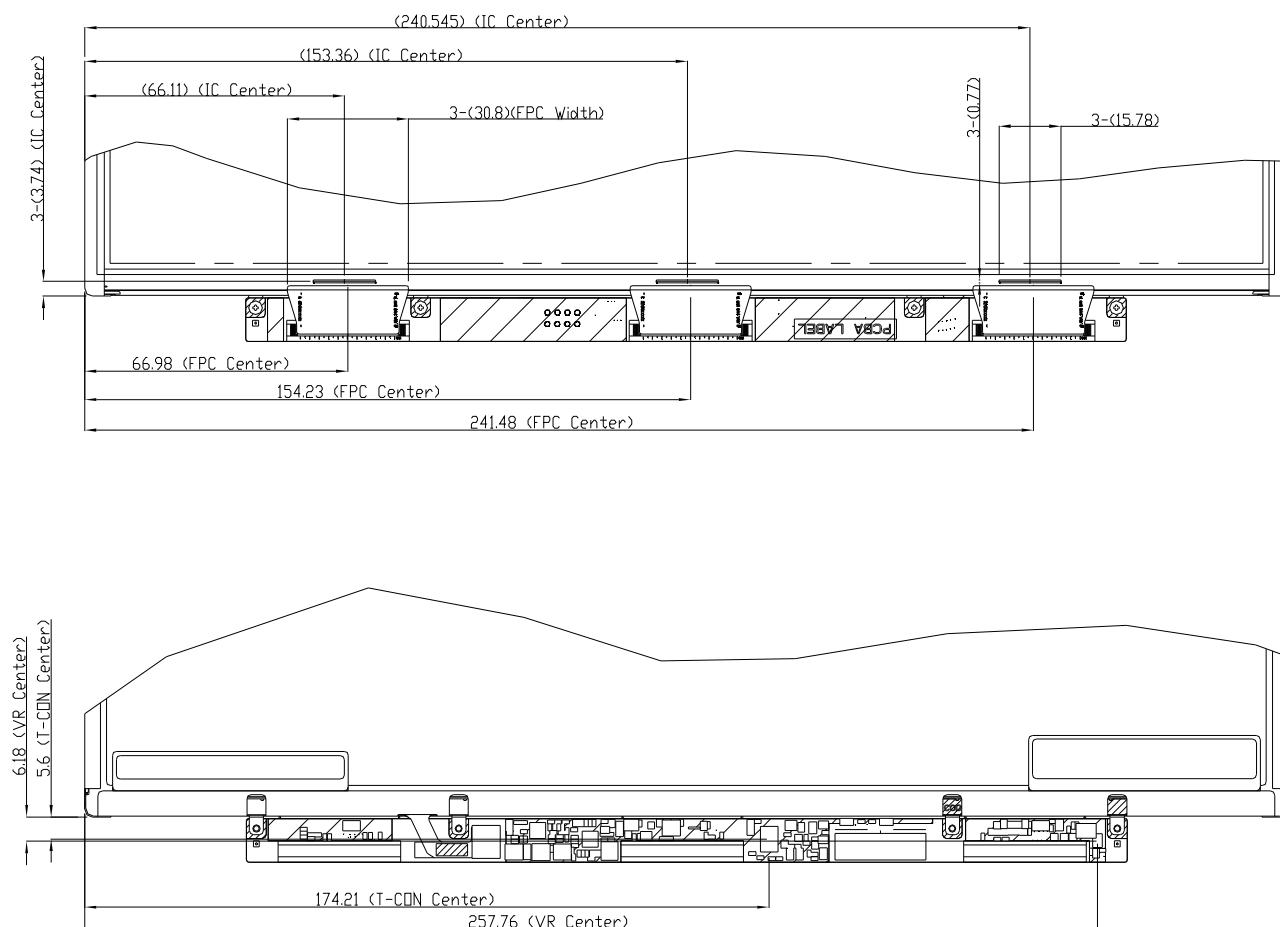 (240.545) (IC Center)
(153.36) (IC Center)
(66.11) (IC Center)
3-(3.74) (IC Center)
3-(30.8)(FPC Width)
3-(0.77)
3-(15.78)
PCBA LABEL
66.98 (FPC Center)
154.23 (FPC Center)
241.48 (FPC Center)
6.18 (VR Center)
5.6 (T-C□N Center)
174.21 (T-C□N Center)
257.76 (VR Center)